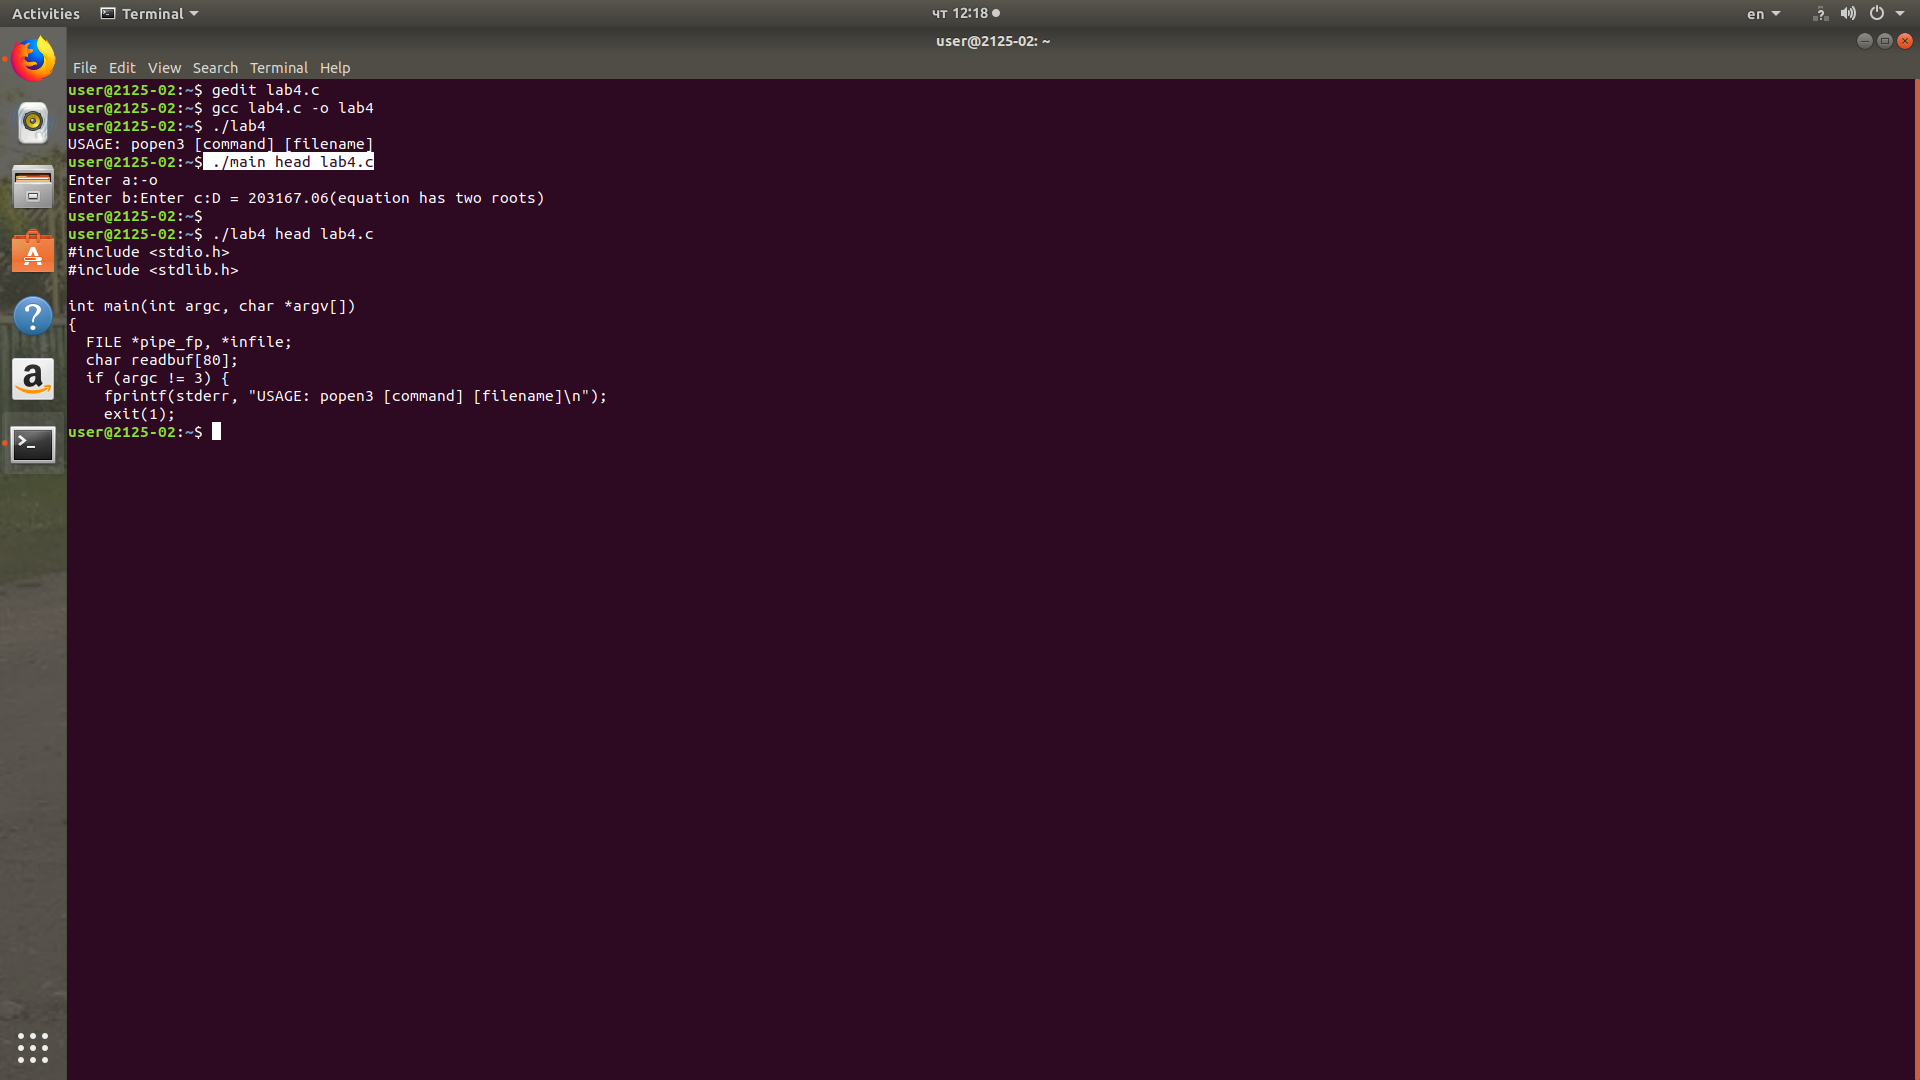 Activities Terminal чт 12:18 en
user@2125-02: ~
File Edit View Search Terminal Help
user@2125-02:~$ gedit lab4.c
user@2125-02:~$ gcc lab4.c -o lab4
user@2125-02:~$ ./lab4
USAGE: popen3 [command] [filename]
user@2125-02:~$ ./main head lab4.c
Enter a:-o
Enter b:Enter c:D = 203167.06(equation has two roots)
user@2125-02:~$
user@2125-02:~$ ./lab4 head lab4.c
#include <stdio.h>
#include <stdlib.h>
int main(int argc, char *argv[])
{
  FILE *pipe_fp, *infile;
  char readbuf[80];
  if (argc != 3) {
    fprintf(stderr, "USAGE: popen3 [command] [filename]\n");
    exit(1);
user@2125-02:~$